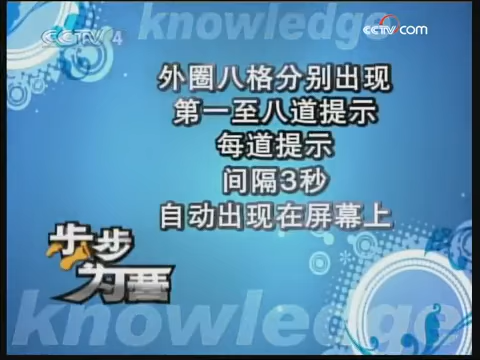 knowledge
CCTV 4
CCTV.com
外圈八格分别出现
第一至八道提示
每道提示
间隔3秒
自动出现在屏幕上
步步
为营
knowledge